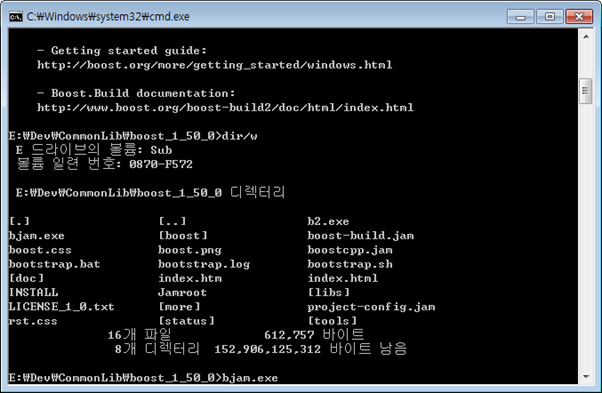 C:₩Windows₩system32₩cmd.exe
- Getting started guide:
http://boost.org/more/getting_started/windows.html
- Boost.Build documentation:
http://www.boost.org/boost-build2/doc/html/index.html
E:₩Dev₩CommonLib₩boost_1_50_0>dir/w
E 드라이브의 볼륨: Sub
볼륨 일련 번호: 0870-F572
E:₩Dev₩CommonLib₩boost_1_50_0 디렉터리
[.] [..] b2.exe
bjam.exe [boost] boost-build.jam
boost.css boost.png boostcpp.jam
bootstrap.bat bootstrap.log bootstrap.sh
[doc] index.htm index.html
INSTALL Jamroot [libs]
LICENSE_1_0.txt [more] project-config.jam
rst.css [status] [tools]
16개 파일 612,757 바이트
8개 디렉터리 152,906,125,312 바이트 남음
E:₩Dev₩CommonLib₩boost_1_50_0>bjam.exe